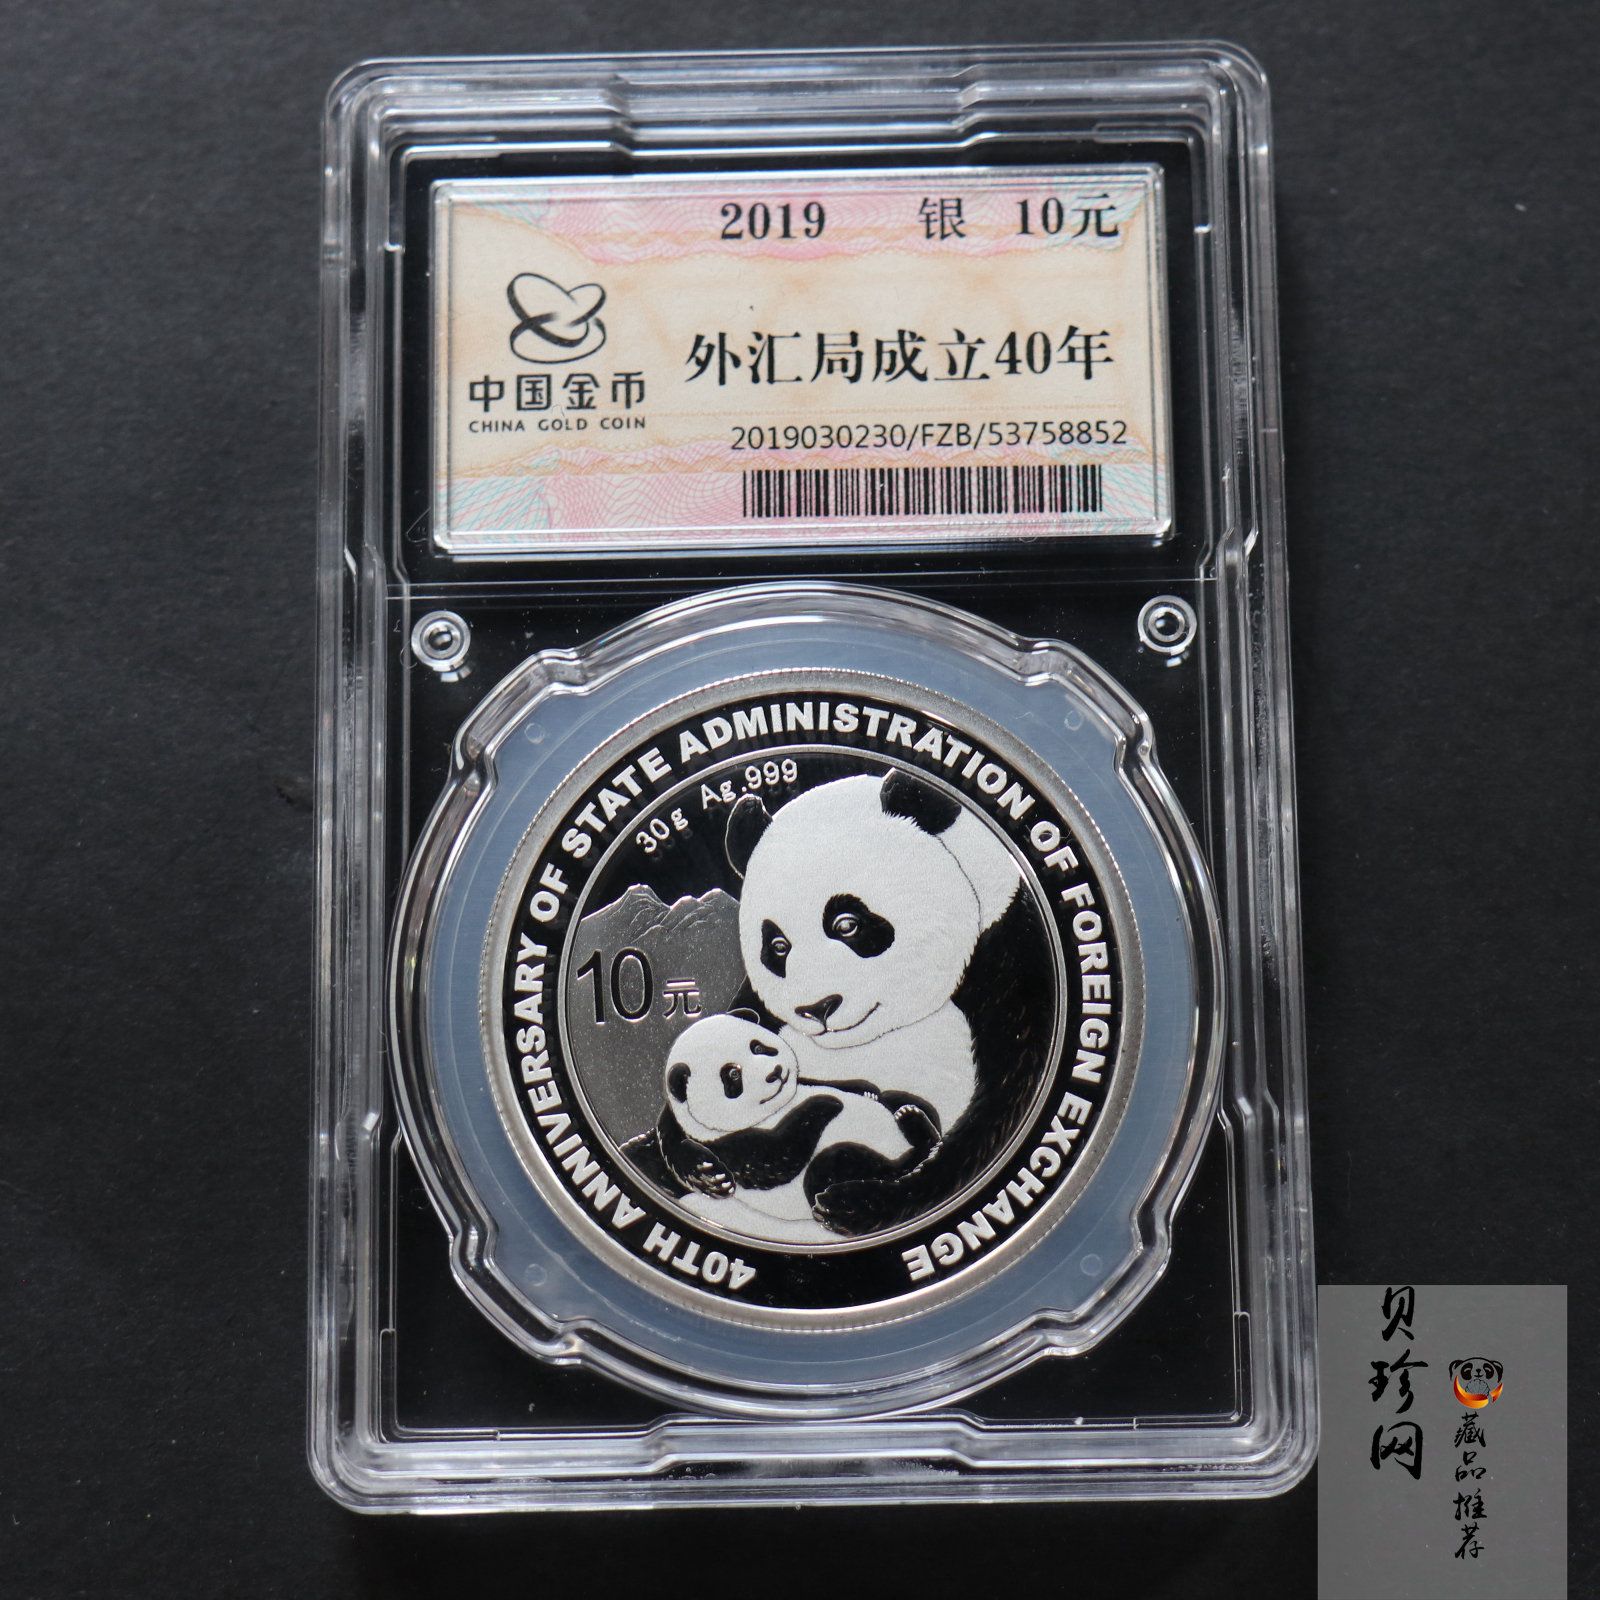 2019 银 10元
中国金币
CHINA GOLD COIN
外汇局成立40年
2019030230/FZB/53758852
40TH ANNIVERSARY OF STATE ADMINISTRATION OF FOREIGN EXCHANGE
30g Ag.999
10元
贝珍网
藏品推荐